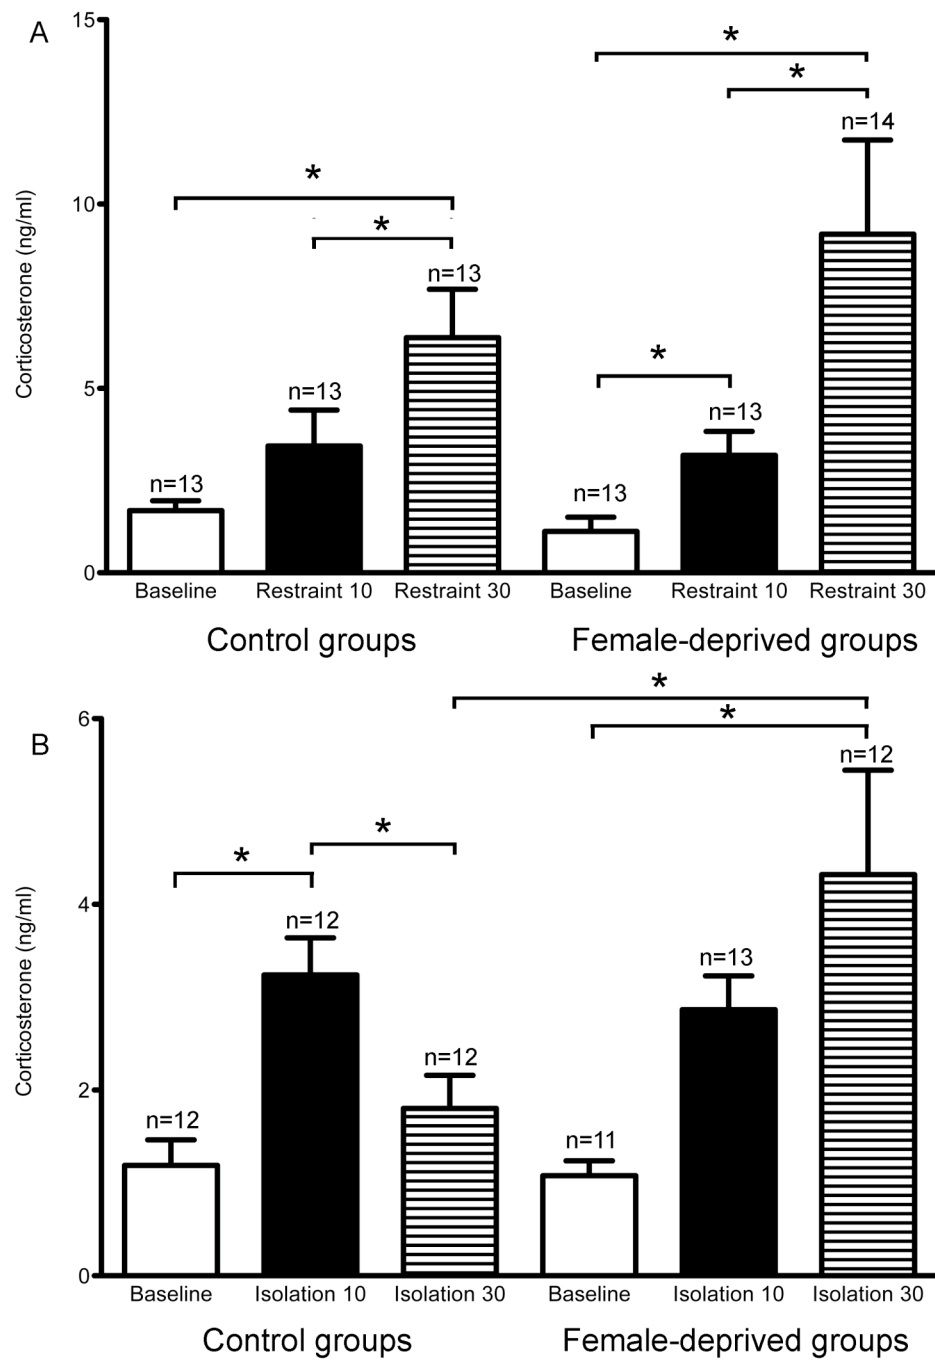 A
15
*
*
n=14
*
10
*
n=13
Corticosterone (ng/ml)
*
5
n=13
n=13
n=13
n=13
0
Baseline Restraint 10 Restraint 30 Baseline Restraint 10 Restraint 30
Control groups Female-deprived groups
B
*
6
*
n=12
*
*
4
n=12
n=13
Corticosterone (ng/ml)
n=12
2
n=12
n=11
0
Baseline Isolation 10 Isolation 30 Baseline Isolation 10 Isolation 30
Control groups Female-deprived groups